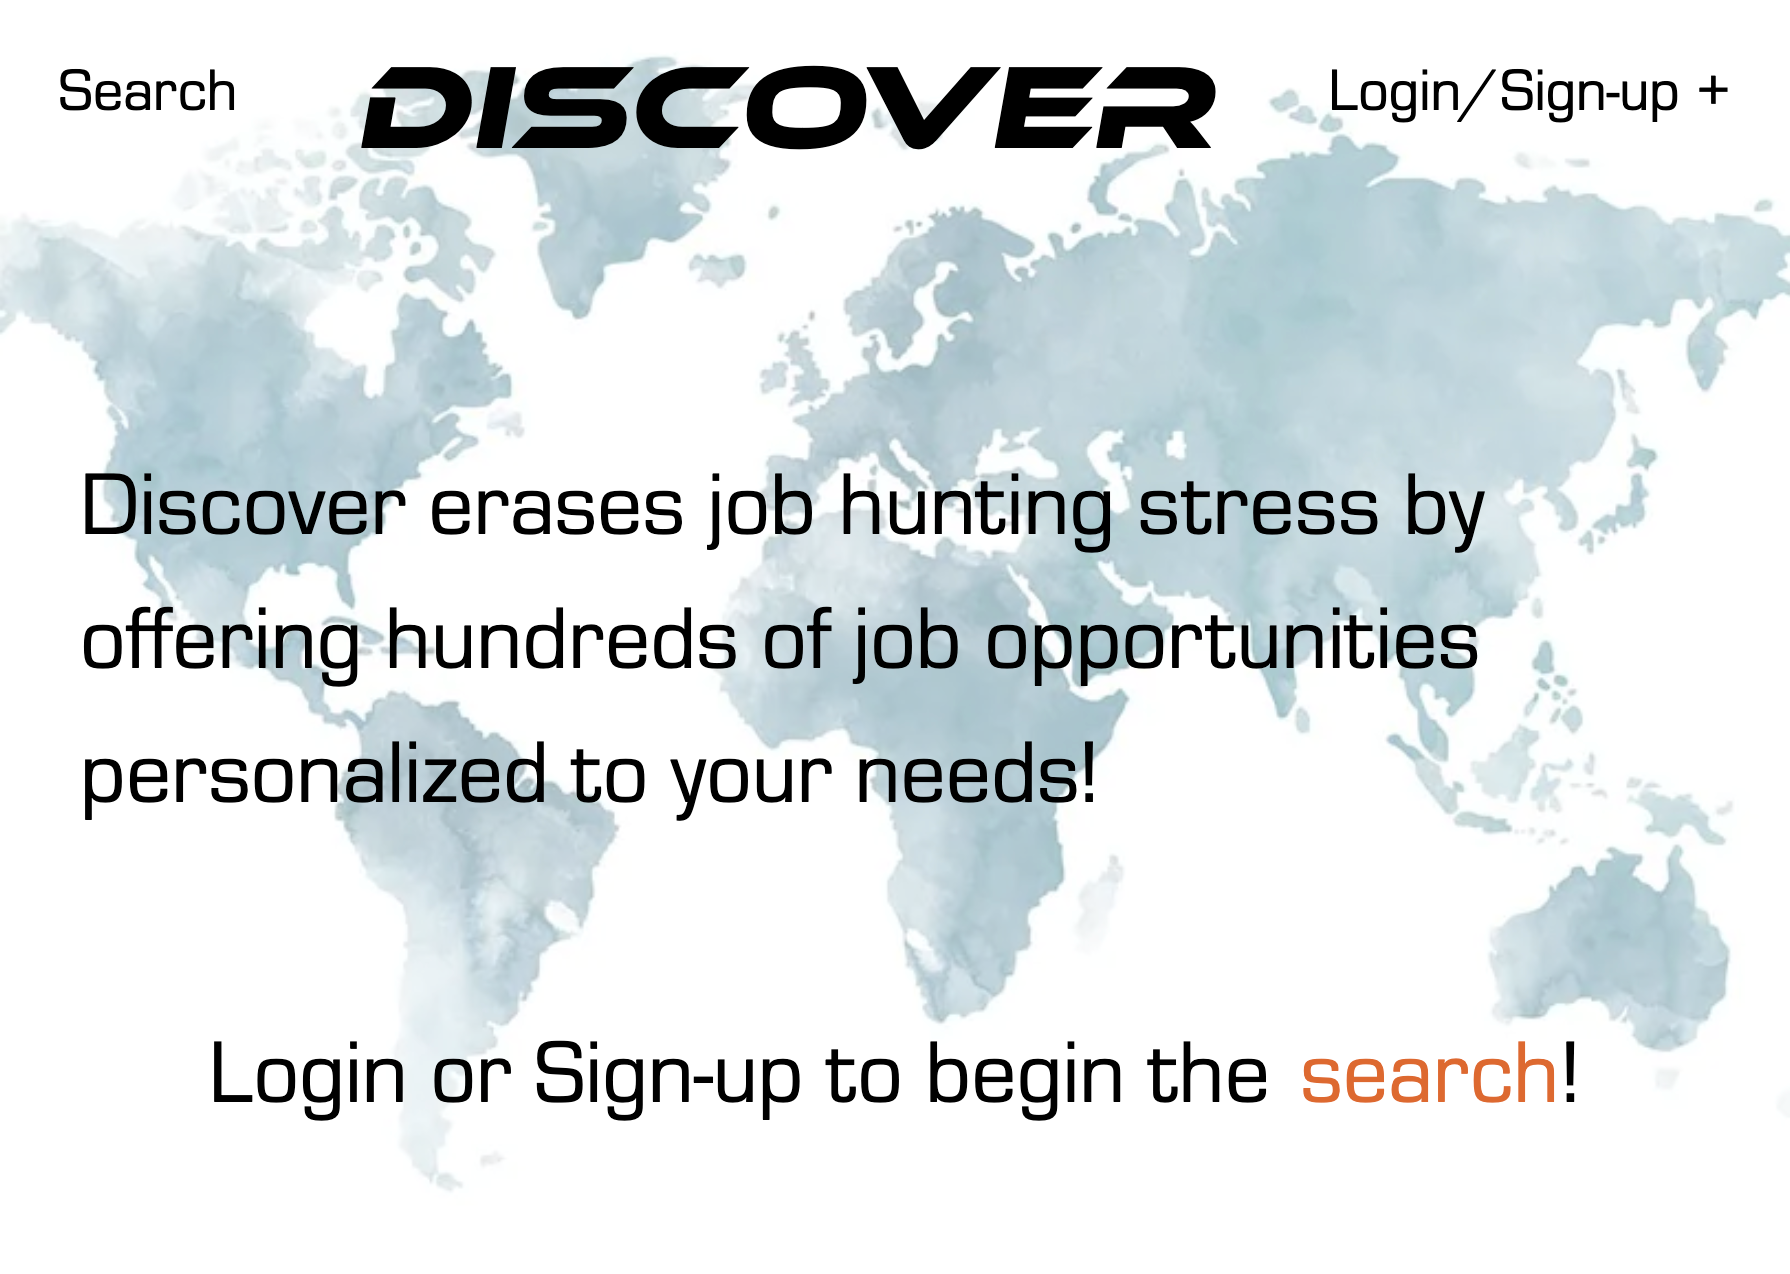 Search
DISCOVER
Login/Sign-up +
Discover erases job hunting stress by
offering hundreds of job opportunities
personalized to your needs!
Login or Sign-up to begin the search!